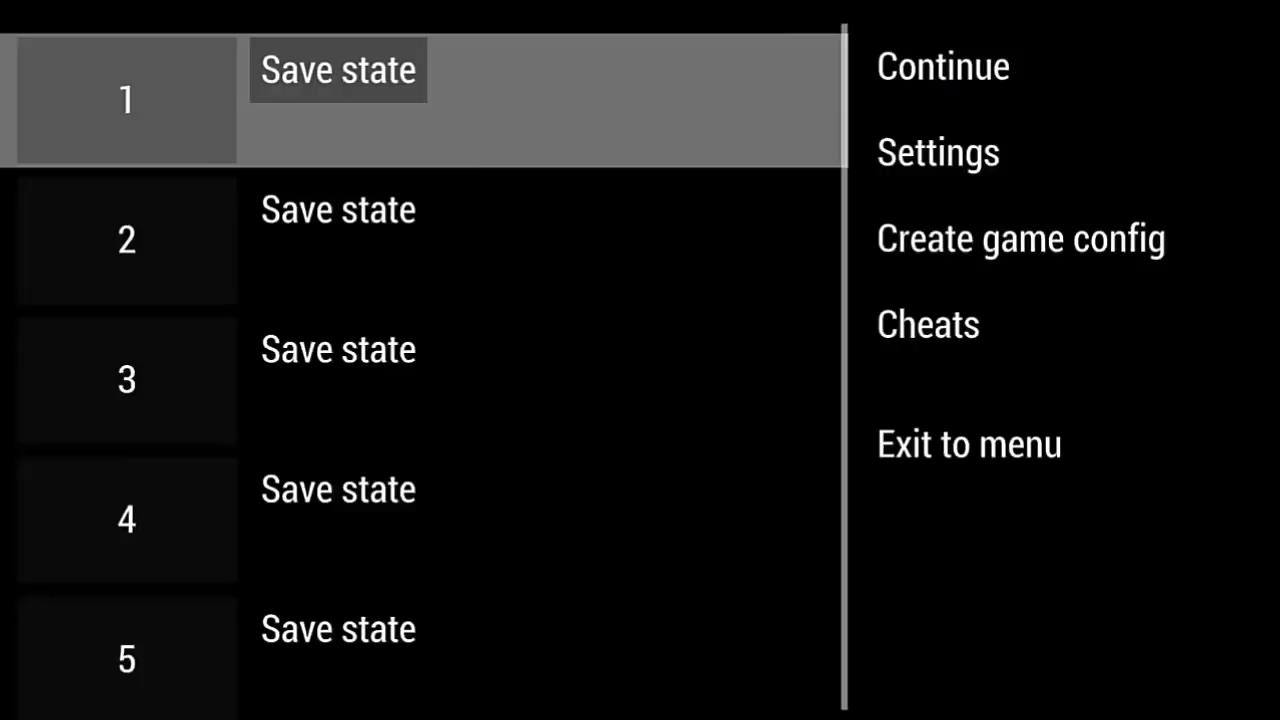 1
Save state
2
Save state
3
Save state
4
Save state
5
Save state
Continue
Settings
Create game config
Cheats
Exit to menu